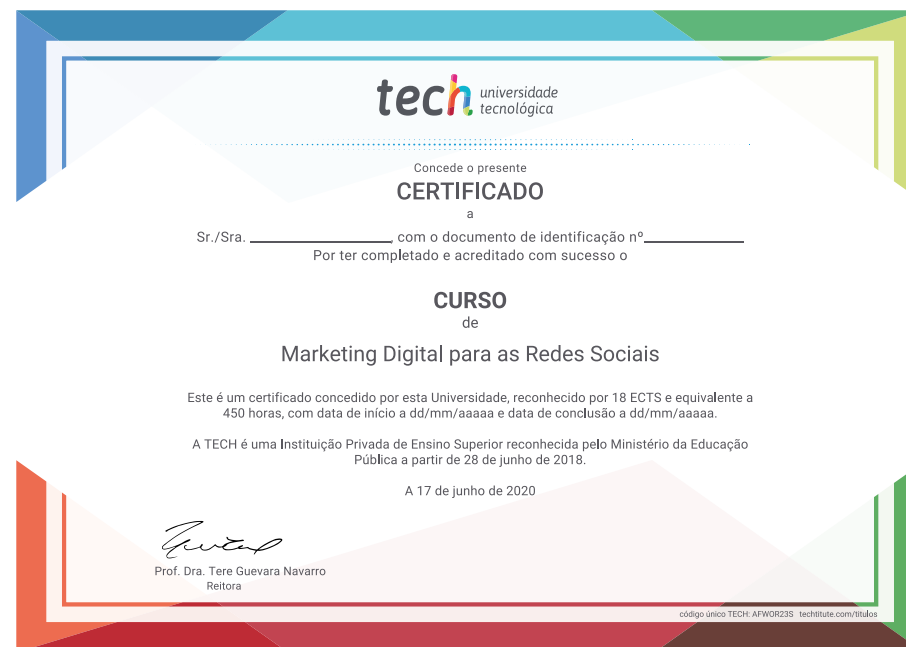 tech universidade
tecnológica
Concede o presente
CERTIFICADO
a
Sr./Sra. ____________, com o documento de identificação nº____________
Por ter completado e acreditado com sucesso o
CURSO
de
Marketing Digital para as Redes Sociais
Este é um certificado concedido por esta Universidade, reconhecido por 18 ECTS e equivalente a
450 horas, com data de início a dd/mm/aaaaa e data de conclusão a dd/mm/aaaaa.
A TECH é uma Instituição Privada de Ensino Superior reconhecida pelo Ministério da Educação
Pública a partir de 28 de junho de 2018.
A 17 de junho de 2020
Prof. Dra. Tere Guevara Navarro
Reitora
código único TECH: AFWOR23S techtitute.com/titulos